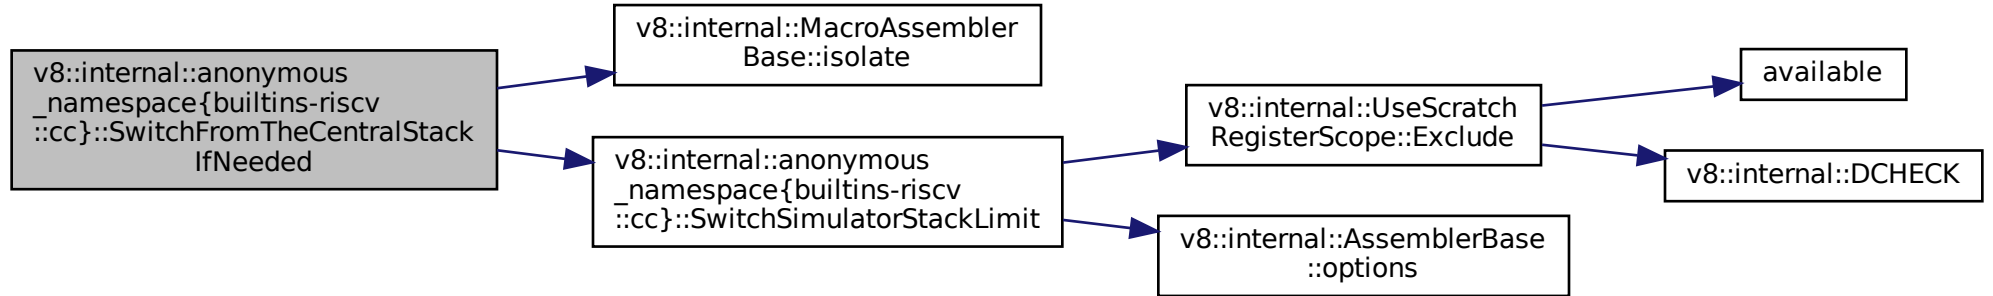 v8::internal::anonymous
_namespace{builtins-riscv
::cc}::SwitchFromTheCentralStack
IfNeeded
v8::internal::MacroAssembler
Base::isolate
v8::internal::anonymous
_namespace{builtins-riscv
::cc}::SwitchSimulatorStackLimit
v8::internal::UseScratch
RegisterScope::Exclude
available
v8::internal::DCHECK
v8::internal::AssemblerBase
::options